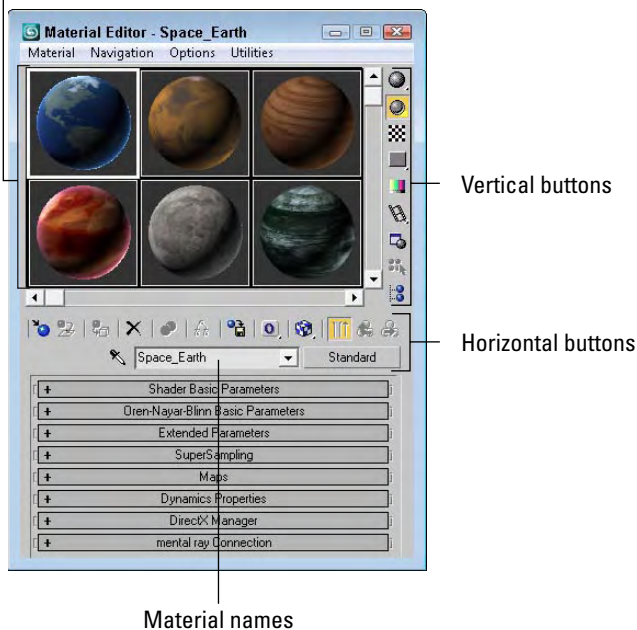 Material Editor - Space_Earth
Material Navigation Options Utilities
Vertical buttons
Horizontal buttons
Space_Earth Standard
Shader Basic Parameters
Oren-Nayar-Blinn Basic Parameters
Extended Parameters
SuperSampling
Maps
Dynamics Properties
DirectX Manager
mental ray Connection
Material names